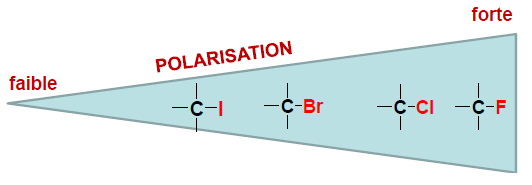 forte
POLARISATION
faible
C-I
C-Br
C-Cl
C-F